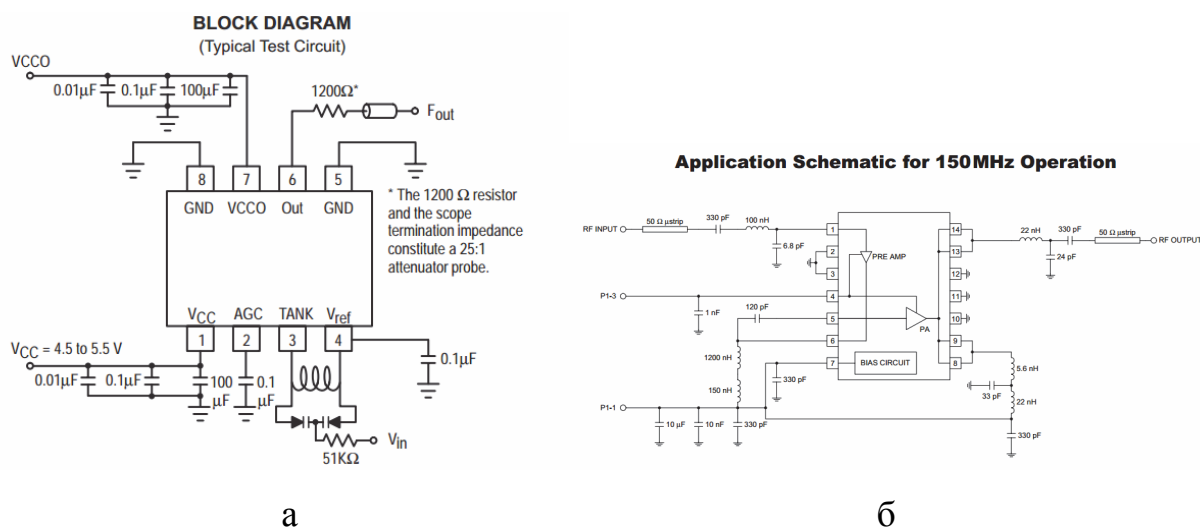 BLOCK DIAGRAM
(Typical Test Circuit)
VCCO
0.01µF
0.1µF
100µF
1200Ω*
Fout
8
7
6
5
GND
VCCO
Out
GND
* The 1200 Ω resistor
and the scope
termination impedance
constitute a 25:1
attenuator probe.
VCC
AGC
TANK
Vref
1
2
3
4
VCC = 4.5 to 5.5 V
0.01µF
0.1µF
100
µF
0.1
µF
0.1µF
Vin
51KΩ
а
Application Schematic for 150MHz Operation
RF INPUT
50 Ω µstrip
330 pF
100 nH
6.8 pF
1
2
3
4
5
6
7
PRE AMP
PA
BIAS CIRCUIT
14
13
12
11
10
9
8
22 nH
330 pF
50 Ω µstrip
RF OUTPUT
24 pF
P1-3
1 nF
120 pF
1200 nH
150 nH
330 pF
P1-1
10 µF
10 nF
330 pF
5.6 nH
33 pF
22 nH
330 pF
б